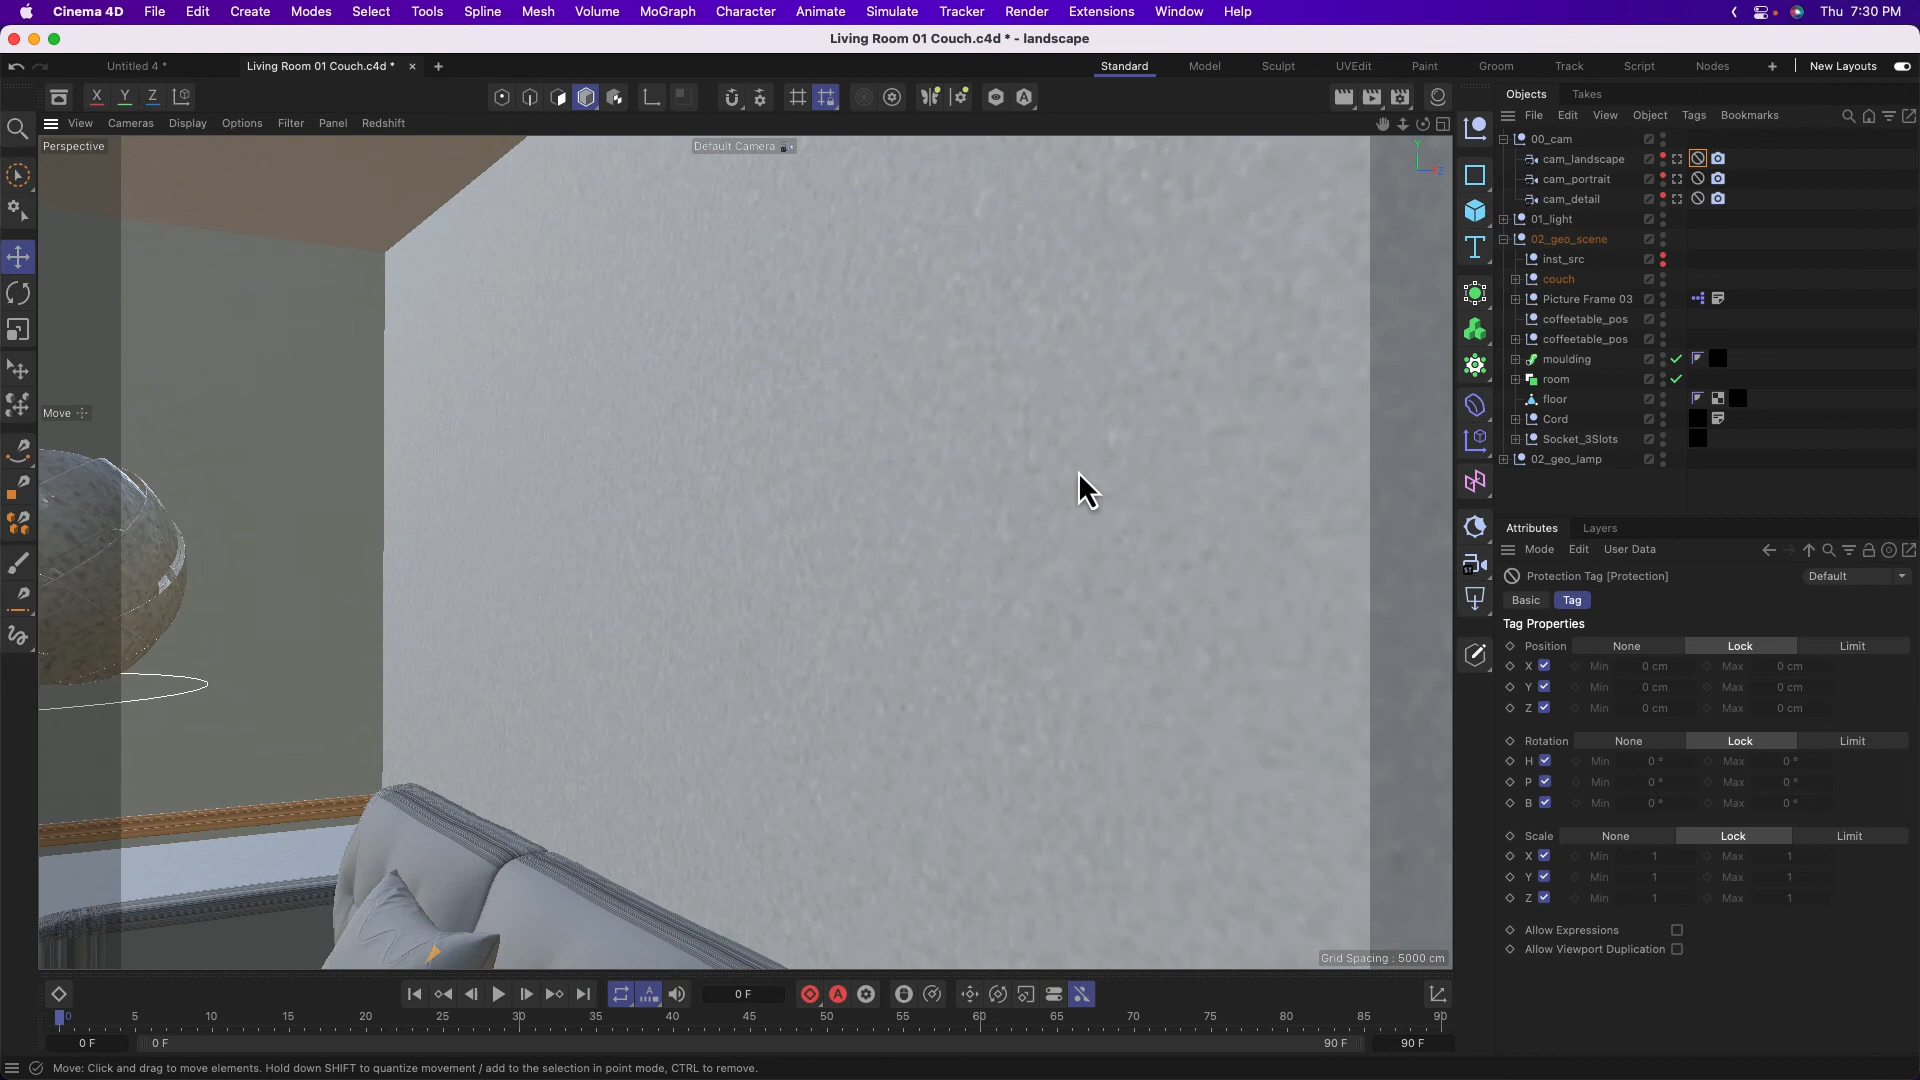 Cinema 4D File Edit Create Modes Select Tools Spline Mesh Volume MoGraph Character Animate Simulate Tracker Render Extensions Window Help Thu 7:30 PM
Living Room 01 Couch.c4d * - landscape
Untitled 4 * Living Room 01 Couch.c4d * Standard Model Sculpt UVEdit Paint Groom Track Script Nodes New Layouts
X Y Z
View Cameras Display Options Filter Panel Redshift
Perspective Default Camera
Y Z
Move
Grid Spacing : 5000 cm
Objects Takes
File Edit View Object Tags Bookmarks
00_cam
cam_landscape
cam_portrait
cam_detail
01_light
02_geo_scene
inst_src
couch
Picture Frame 03
coffeetable_pos
coffeetable_pos
moulding
room
floor
Cord
Socket_3Slots
02_geo_lamp
Attributes Layers
Mode Edit User Data
Protection Tag [Protection] Default
Basic Tag
Tag Properties
Position None Lock Limit
X Min 0 cm Max 0 cm
Y Min 0 cm Max 0 cm
Z Min 0 cm Max 0 cm
Rotation None Lock Limit
H Min 0 ° Max 0 °
P Min 0 ° Max 0 °
B Min 0 ° Max 0 °
Scale None Lock Limit
X Min 1 Max 1
Y Min 1 Max 1
Z Min 1 Max 1
Allow Expressions
Allow Viewport Duplication
0 F
0 5 10 15 20 25 30 35 40 45 50 55 60 65 70 75 80 85 90
0 F 0 F 90 F 90 F
Move: Click and drag to move elements. Hold down SHIFT to quantize movement / add to the selection in point mode, CTRL to remove.